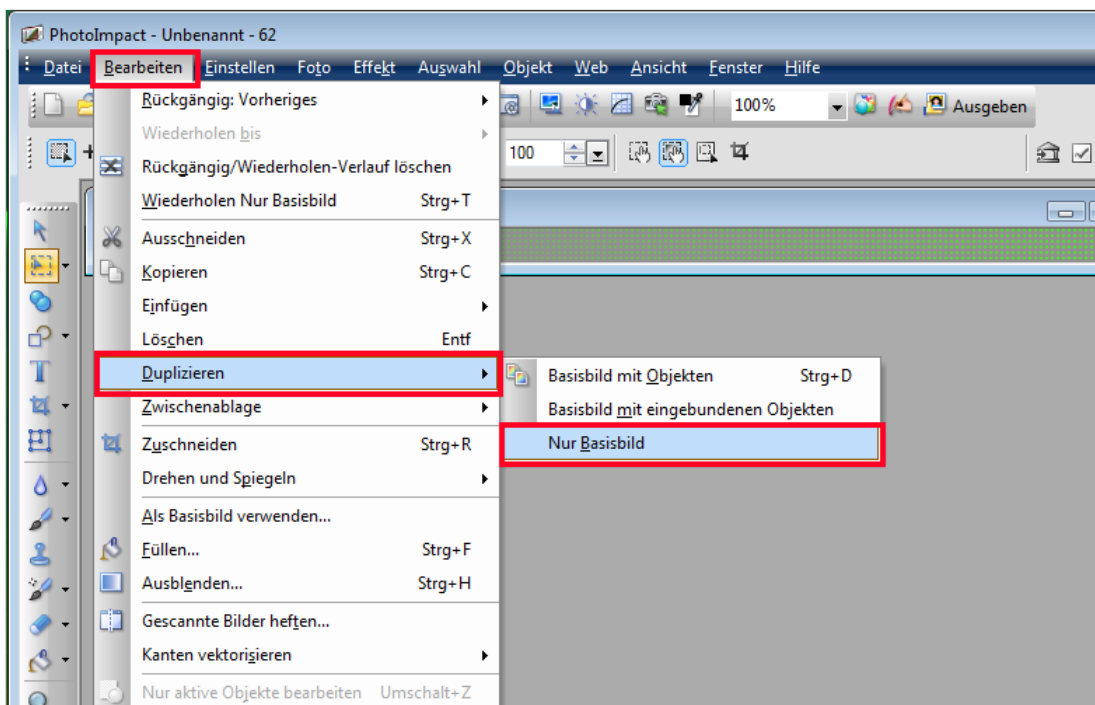 PhotoImpact - Unbenannt - 62
Datei Bearbeiten Einstellen Foto Effekt Auswahl Objekt Web Ansicht Fenster Hilfe
100% Ausgeben
100
Rückgängig: Vorheriges
Wiederholen bis
Rückgängig/Wiederholen-Verlauf löschen
Wiederholen Nur Basisbild Strg+T
Ausschneiden Strg+X
Kopieren Strg+C
Einfügen
Löschen Entf
Duplizieren
Basisbild mit Objekten Strg+D
Zwischenablage
Basisbild mit eingebundenen Objekten
Zuschneiden Strg+R
Nur Basisbild
Drehen und Spiegeln
Als Basisbild verwenden...
Füllen... Strg+F
Ausblenden... Strg+H
Gescannte Bilder heften...
Kanten vektorisieren
Nur aktive Objekte bearbeiten Umschalt+Z